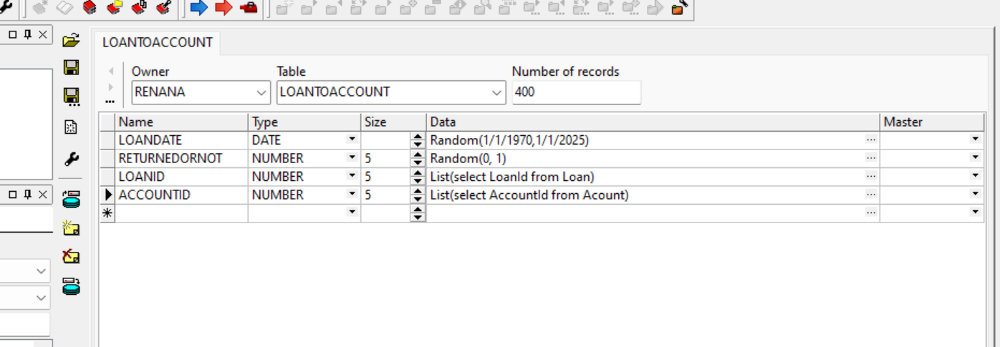 LOANTOACCOUNT
Owner Table Number of records
RENANA LOANTOACCOUNT 400
Name Type Size Data Master
LOANDATE DATE Random(1/1/1970,1/1/2025) ...
RETURNEDORNOT NUMBER 5 Random(0, 1) ...
LOANID NUMBER 5 List(select LoanId from Loan) ...
ACCOUNTID NUMBER 5 List(select AccountId from Acount) ...